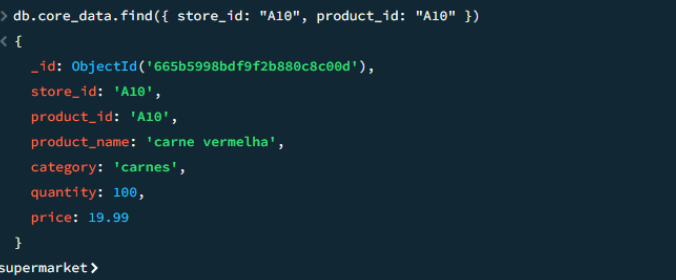 > db.core_data.find({ store_id: "A10", product_id: "A10" })
< {
_id: ObjectId('665b5998bdf9f2b880c8c00d'),
store_id: 'A10',
product_id: 'A10',
product_name: 'carne vermelha',
category: 'carnes',
quantity: 100,
price: 19.99
}
supermarket>